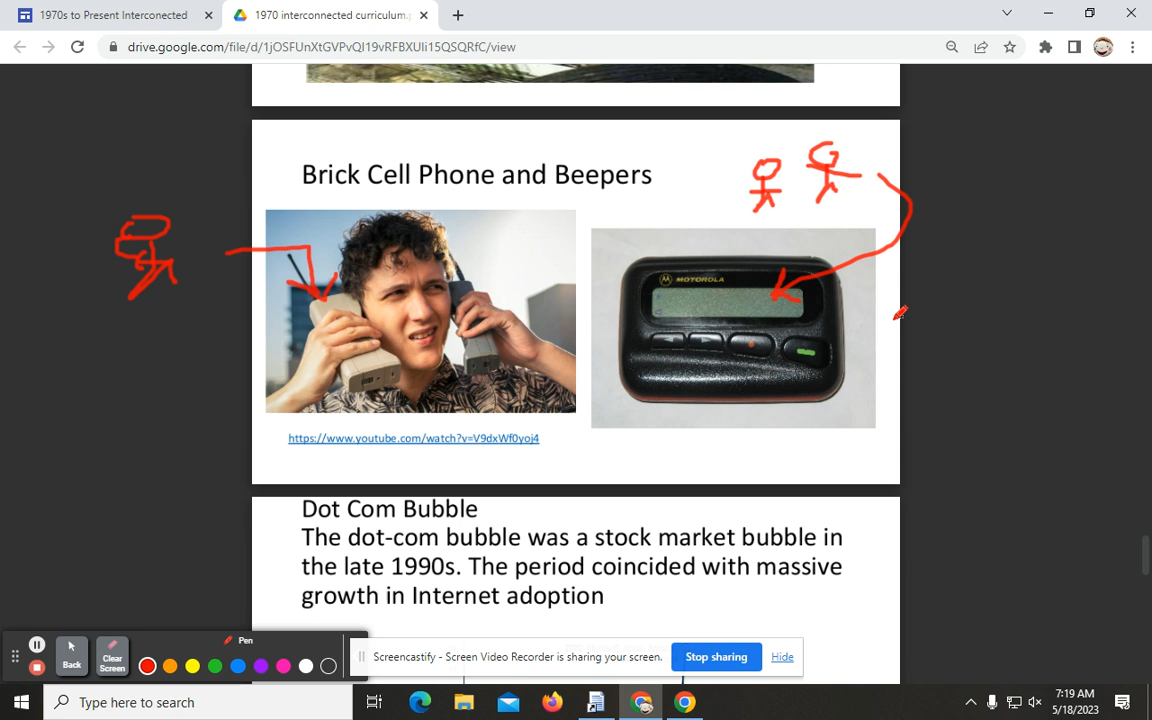 1970s to Present Interconnected
1970 interconnected curriculum.
drive.google.com/file/d/1jOSFUnXtGVPvQI19vRFBXUIi15QSQRfC/view
Brick Cell Phone and Beepers
MOTOROLA
https://www.youtube.com/watch?v=V9dxWf0yoj4
Dot Com Bubble
The dot-com bubble was a stock market bubble in
the late 1990s. The period coincided with massive
growth in Internet adoption
Pen
Back
Clear
Screen
Screencastify - Screen Video Recorder is sharing your screen.
Stop sharing
Hide
Type here to search
7:19 AM
5/18/2023